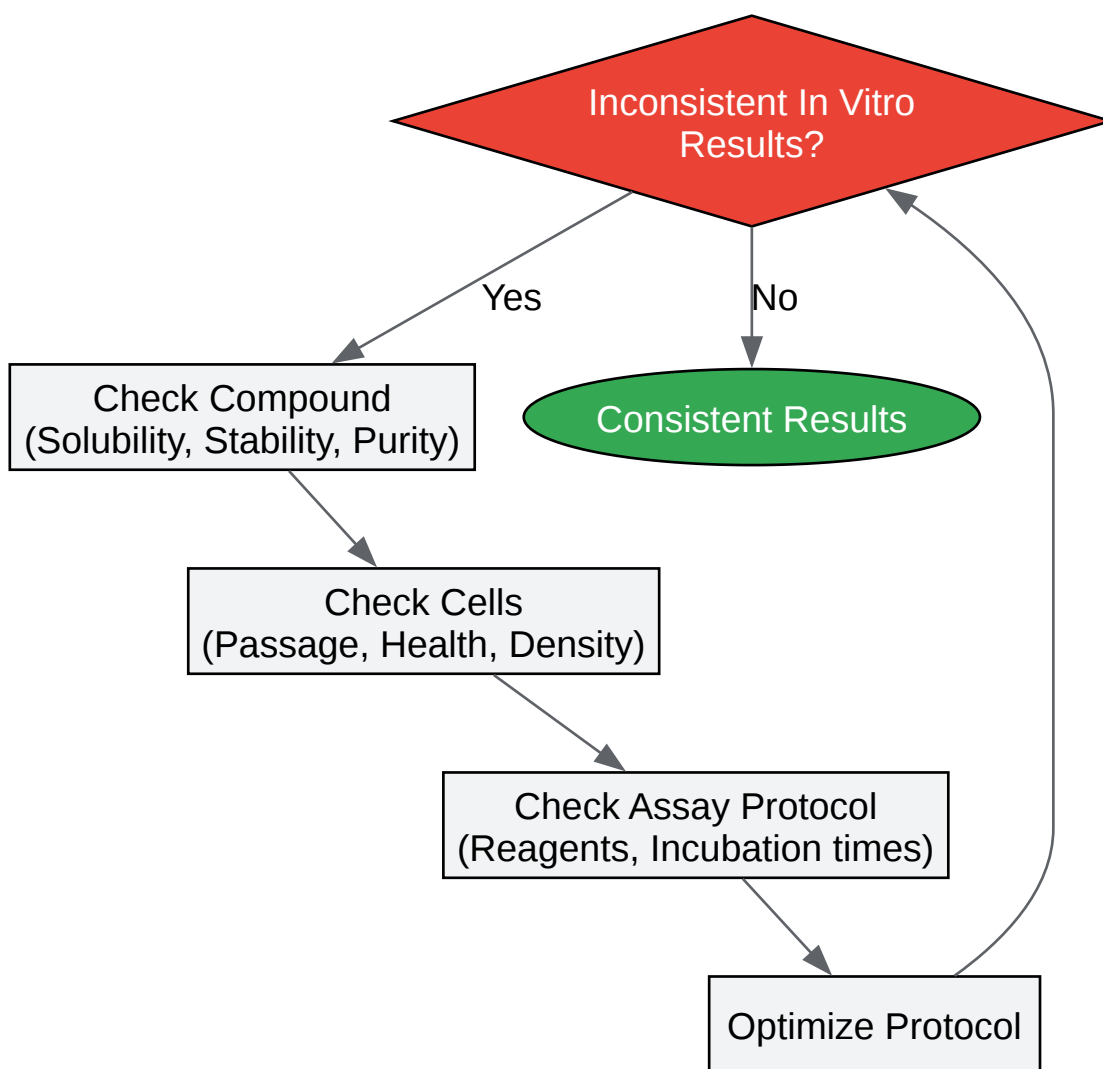 Inconsistent In Vitro
Results?
Yes
No
Check Compound
(Solubility, Stability, Purity)
Consistent Results
Check Cells
(Passage, Health, Density)
Check Assay Protocol
(Reagents, Incubation times)
Optimize Protocol